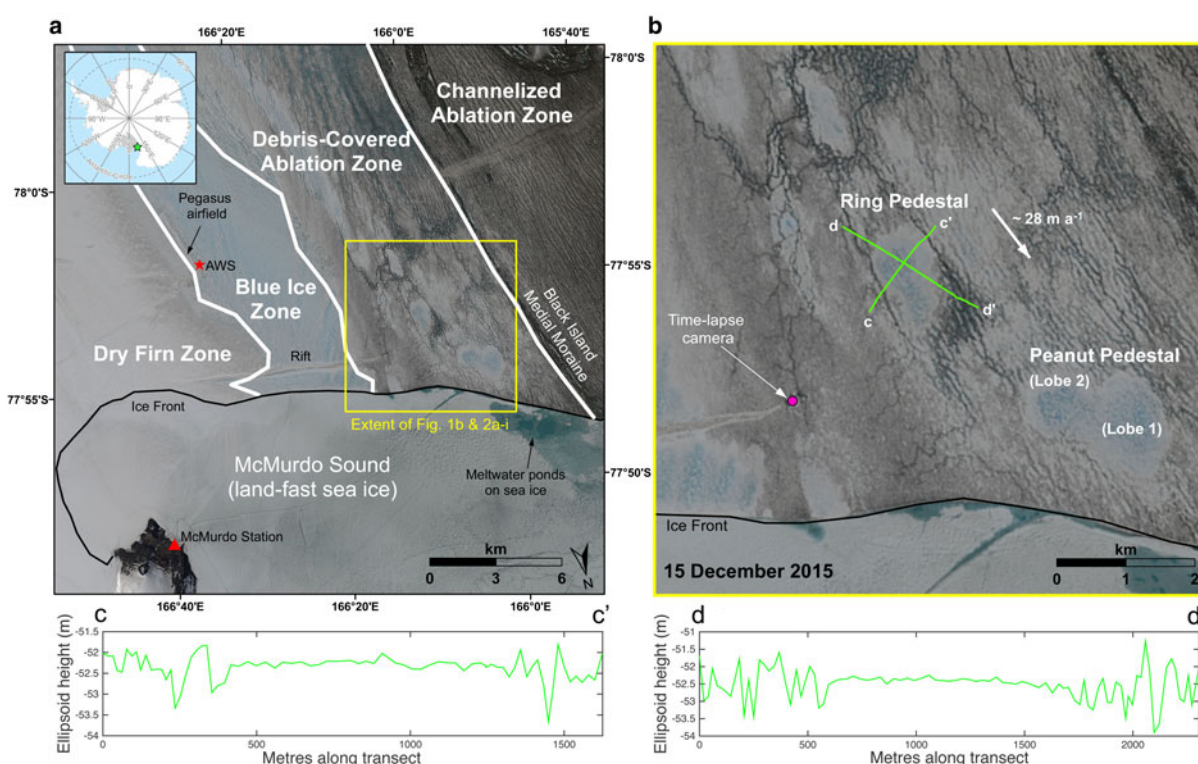 a
166°20'E
166°0'E
165°40'E
78°0'S
Channelized
Ablation Zone
Debris-Covered
Ablation Zone
78°0'S
Pegasus
airfield
AWS
77°55'S
Blue Ice
Zone
Black Island
Medial Moraine
Dry Firn Zone
Rift
77°55'S
Ice Front
Extent of Fig. 1b & 2a-i
McMurdo Sound
(land-fast sea ice)
Meltwater ponds
on sea ice
77°50'S
McMurdo Station
km
0 3 6
N
166°40'E
166°20'E
166°0'E
b
Ring Pedestal
d
c'
~ 28 m a-1
c
d'
Time-lapse
camera
Peanut Pedestal
(Lobe 2)
(Lobe 1)
Ice Front
15 December 2015
km
0 1 2
c
c'
Ellipsoid height (m)
-51.5
-52
-52.5
-53
-53.5
-54
0 500 1000 1500
Metres along transect
d
d
Ellipsoid height (m)
-51
-51.5
-52
-52.5
-53
-53.5
-54
0 500 1000 1500 2000
Metres along transect